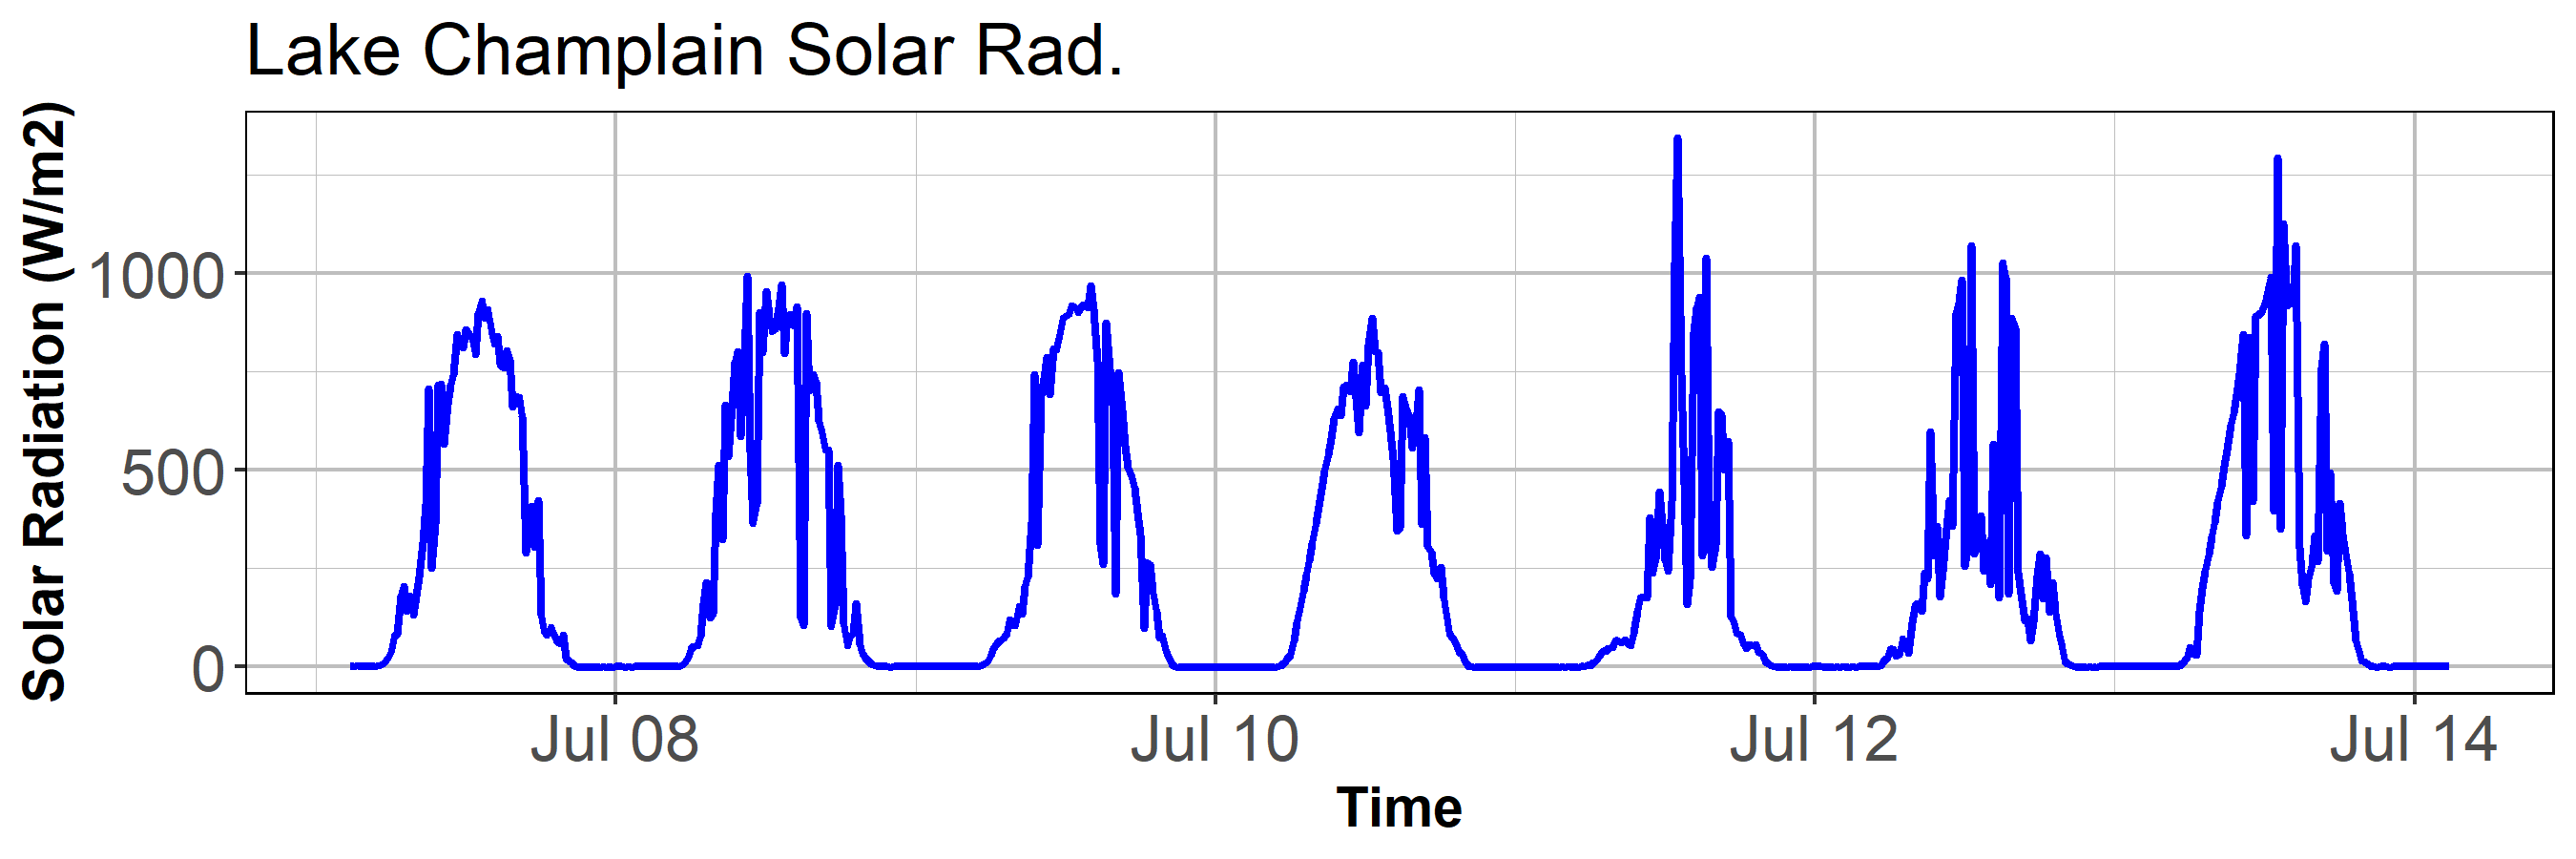 Lake Champlain Solar Rad.
Solar Radiation (W/m2)
1000
500
0
Jul 08 Jul 10 Jul 12 Jul 14
Time